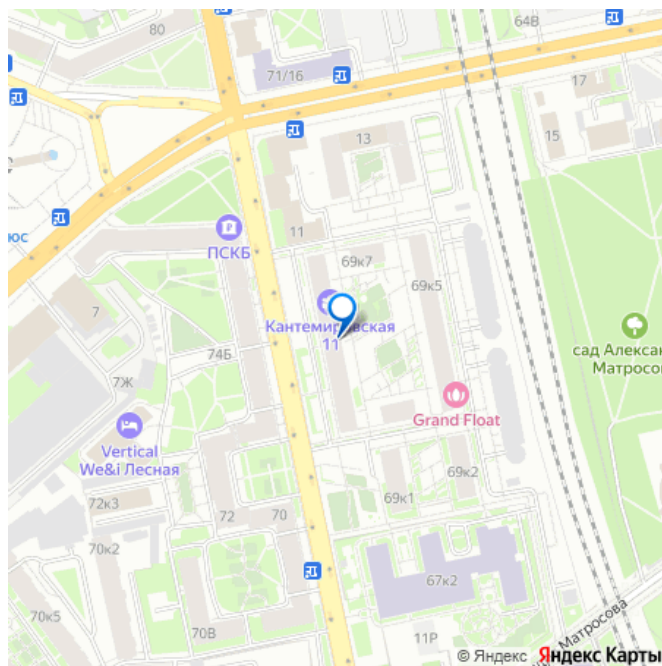 64В
80
71/16
17
13
15
11
юс
ПСКБ
69к7
69к5
7
Кантемировская
11
74Б
сад Алексан
Матросо
7Ж
Grand Float
Vertical
We&i Лесная
69к2
72к3
69к1
72
70
70к2
67к2
70к5
70В
11Р
Матросова
© Яндекс Яндекс Карты